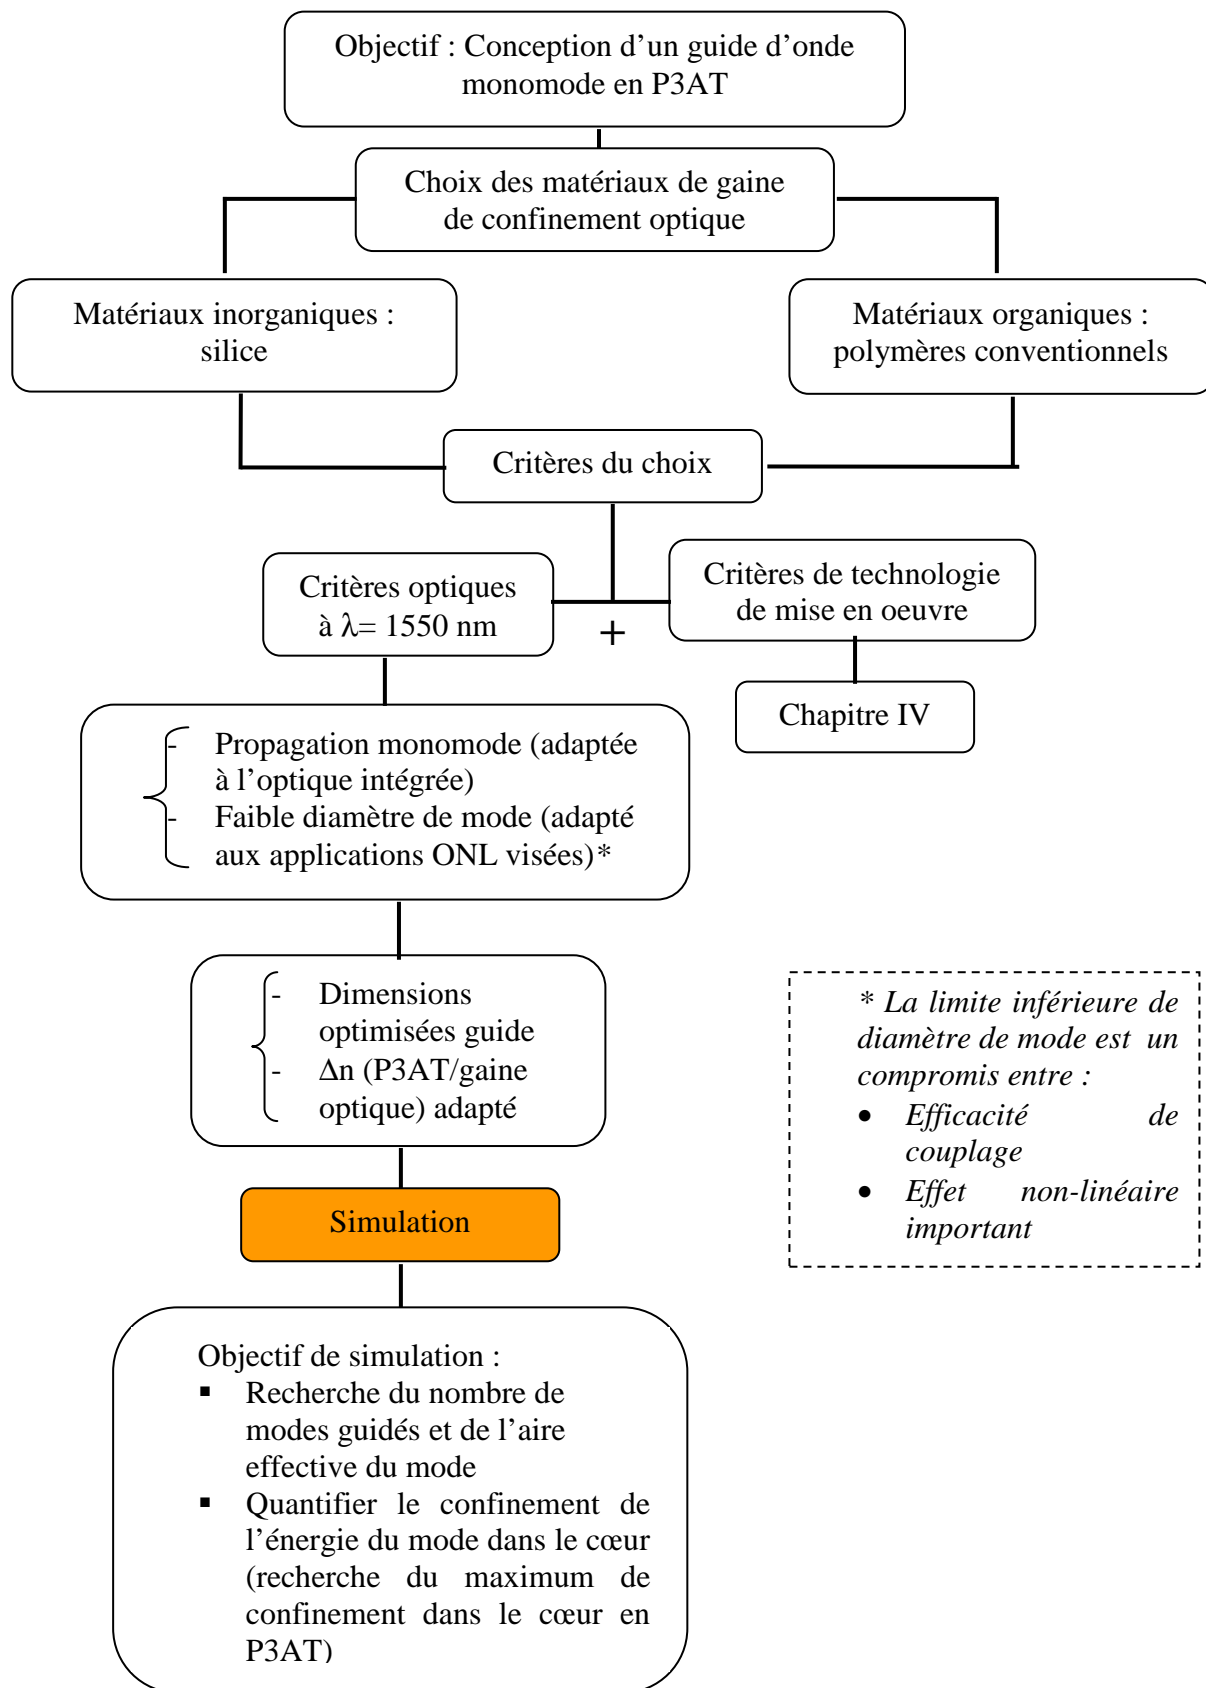 Objectif : Conception d’un guide d’onde
monomode en P3AT
Choix des matériaux de gaine
de confinement optique
Matériaux inorganiques :
silice
Matériaux organiques :
polymères conventionnels
Critères du choix
Critères optiques
à λ= 1550 nm
+
Critères de technologie
de mise en oeuvre
Chapitre IV
- Propagation monomode (adaptée
à l’optique intégrée)
- Faible diamètre de mode (adapté
aux applications ONL visées)*
- Dimensions
optimisées guide
- Δn (P3AT/gaine
optique) adapté
* La limite inférieure de
diamètre de mode est un
compromis entre :
• Efficacité de
couplage
• Effet non-linéaire
important
Simulation
Objectif de simulation :
▪ Recherche du nombre de
modes guidés et de l’aire
effective du mode
▪ Quantifier le confinement de
l’énergie du mode dans le cœur
(recherche du maximum de
confinement dans le cœur en
P3AT)